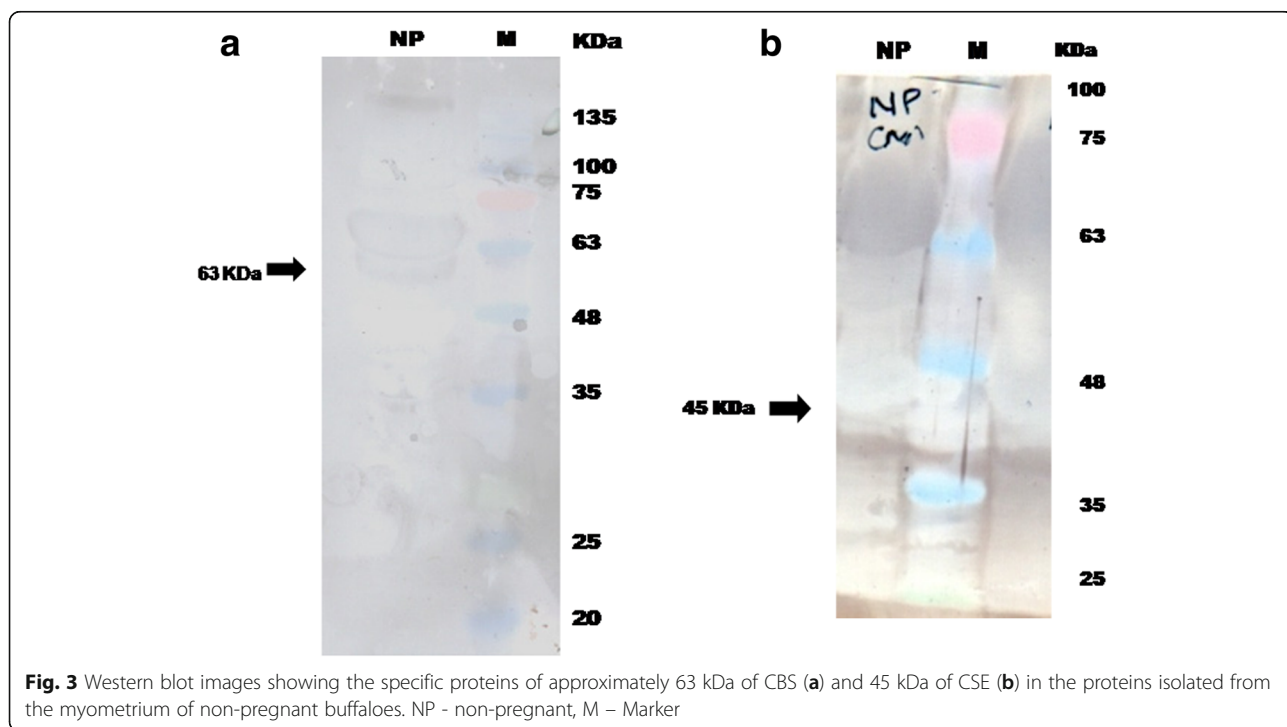 a
NP M KDa
135
100
75
63
63 KDa
48
35
25
20
b
NP M KDa
100
NP
75
63
48
45 KDa
35
25
Fig. 3 Western blot images showing the specific proteins of approximately 63 kDa of CBS (a) and 45 kDa of CSE (b) in the proteins isolated from
the myometrium of non-pregnant buffaloes. NP - non-pregnant, M – Marker